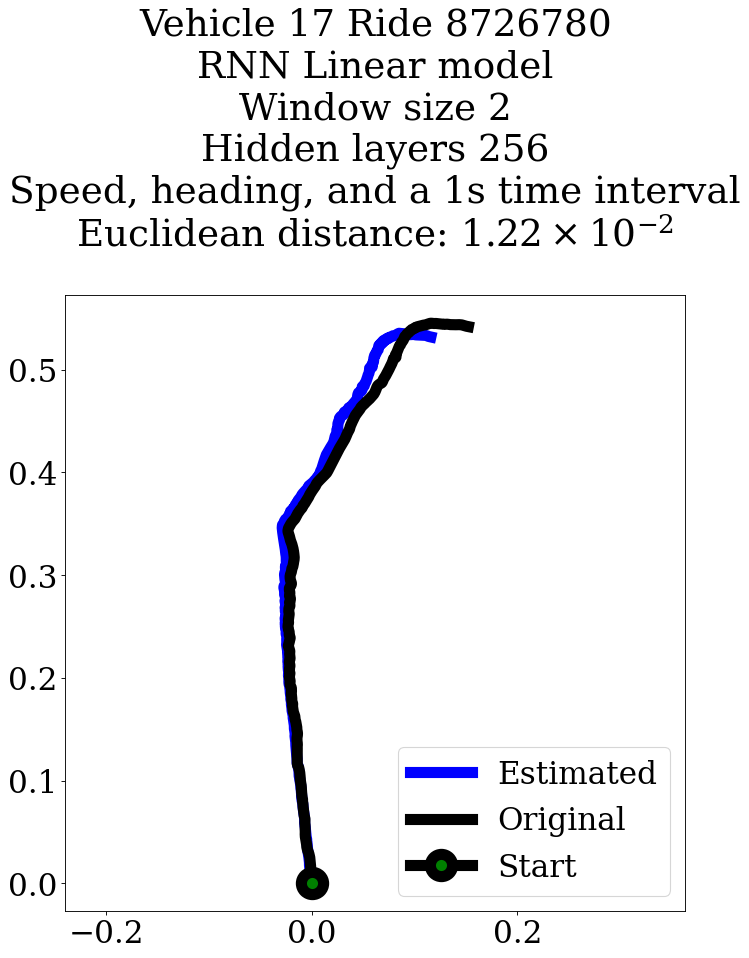 Vehicle 17 Ride 8726780
RNN Linear model
Window size 2
Hidden layers 256
Speed, heading, and a 1s time interval
Euclidean distance: 1.22 × 10⁻²
0.5
0.4
0.3
0.2
0.1
0.0
Estimated
Original
Start
−0.2 0.0 0.2